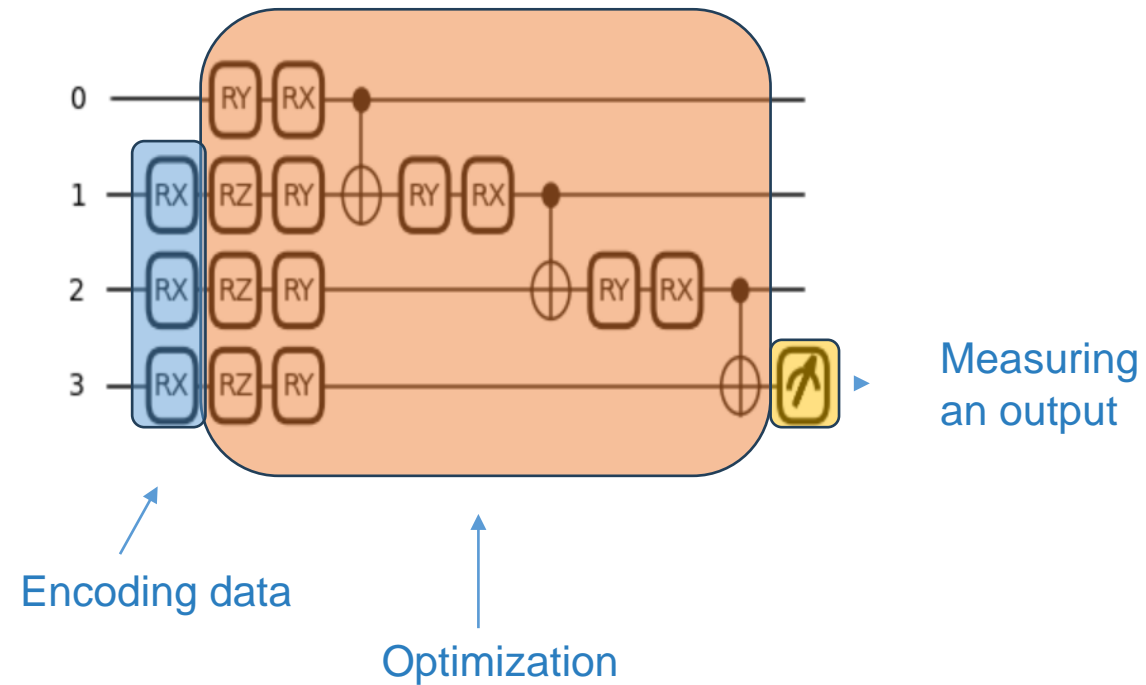 0 RY RX
1 RX RZ RY RY RX
2 RX RZ RY RY RX
3 RX RZ RY
Measuring
an output
Encoding data
Optimization